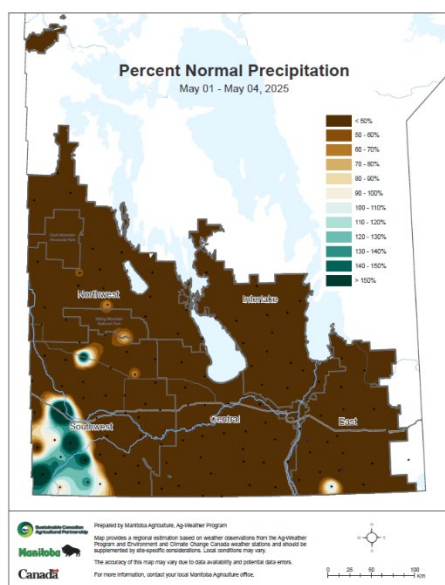 Percent Normal Precipitation
May 01 - May 04, 2025
< 50%
50 - 60%
60 - 70%
70 - 80%
80 - 90%
90 - 100%
100 - 110%
110 - 120%
120 - 130%
130 - 140%
140 - 150%
> 150%
Northwest
Interlake
Southwest
Central
East
Sustainable Canadian
Agricultural Partnership
Manitoba
Canada
Prepared by Manitoba Agriculture, Ag-Weather Program
Map provides a regional estimation based on weather observations from the Ag-Weather
Program and Environment and Climate Change Canada weather stations and should be
supplemented by site-specific considerations. Local conditions may vary.
The accuracy of this map may vary due to data availability and potential data errors.
For more information, contact your local Manitoba Agriculture office.
0
50
100
Km